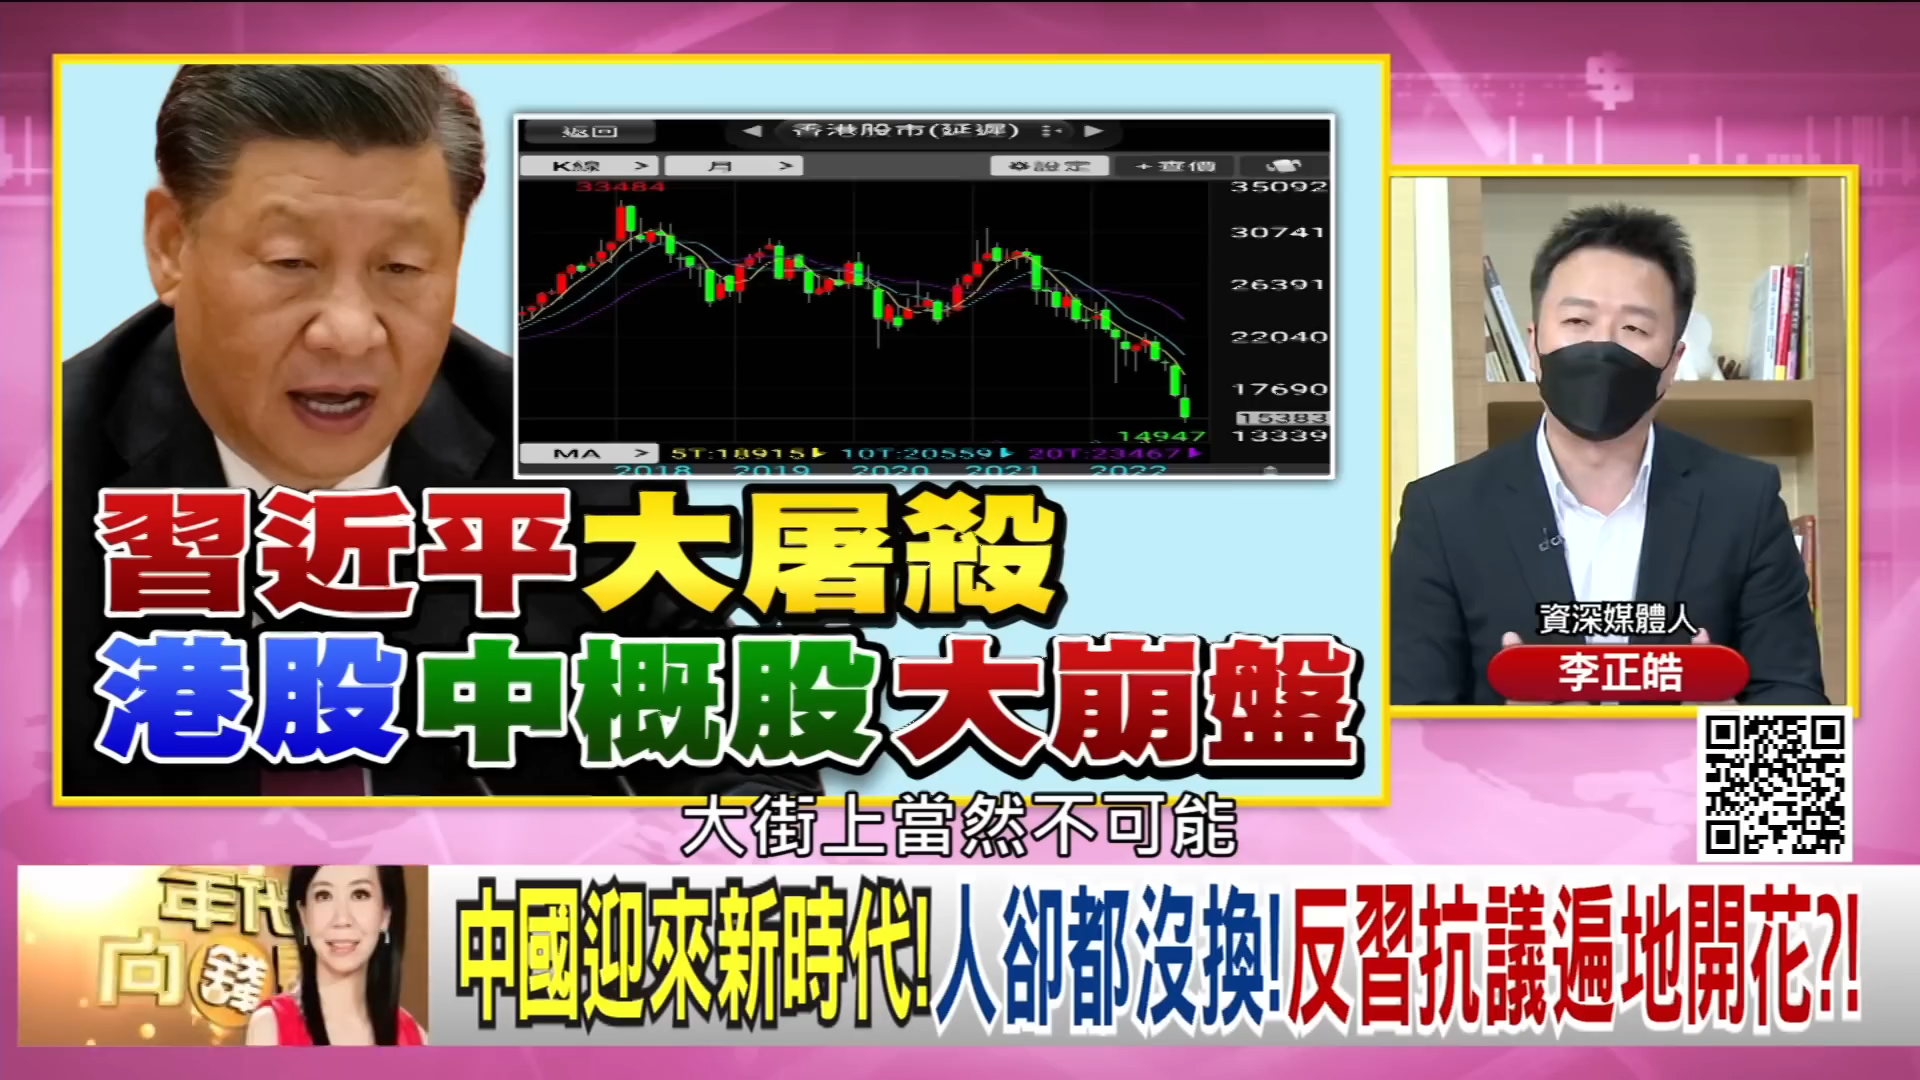 返回
香港股市(延遲)
K線
月
設定
+查價
33484
35092
30741
26391
22040
17690
15383
14947
13339
MA
5T:18915
10T:20559
20T:23467
2018
2019
2020
2021
2022
習近平大屠殺
港股中概股大崩盤
資深媒體人
李正皓
大街上當然不可能
年代
向錢
中國迎來新時代!人卻都沒換!反習抗議遍地開花?!